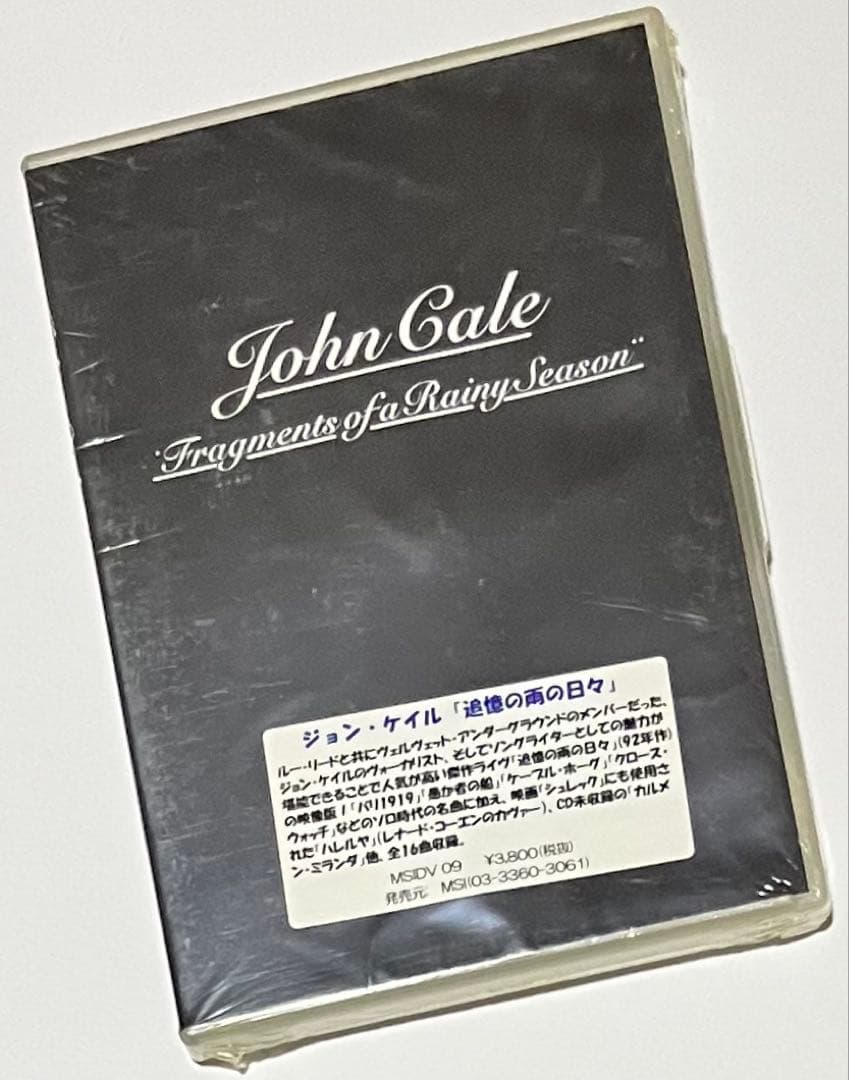 John Cale
"Fragments of a Rainy Season"
ジョン・ケイル「追憶の雨の日々」
ルー・リードと共にヴェルヴェット・アンダーグラウンドのメンバーだった、
ジョン・ケイルのヴォーカリスト、そしてソングライターとしての魅力が
堪能できることで人気が高い傑作ライヴ「追憶の雨の日々」(92年作)
の映像版!「パリ1919」「愚か者の船」「ケーブル・ホーグ」「クロース・
ウォッチ」などのソロ時代の名曲に加え、映画「シュレック」にも使用さ
れた「ハレルヤ」(レナード・コーエンのカヴァー)、CD未収録の「カルメ
ン・ミランダ」他、全16曲収録。
MSIDV 09 ¥3,800(税抜)
発売元: MSI(03-3360-3061)